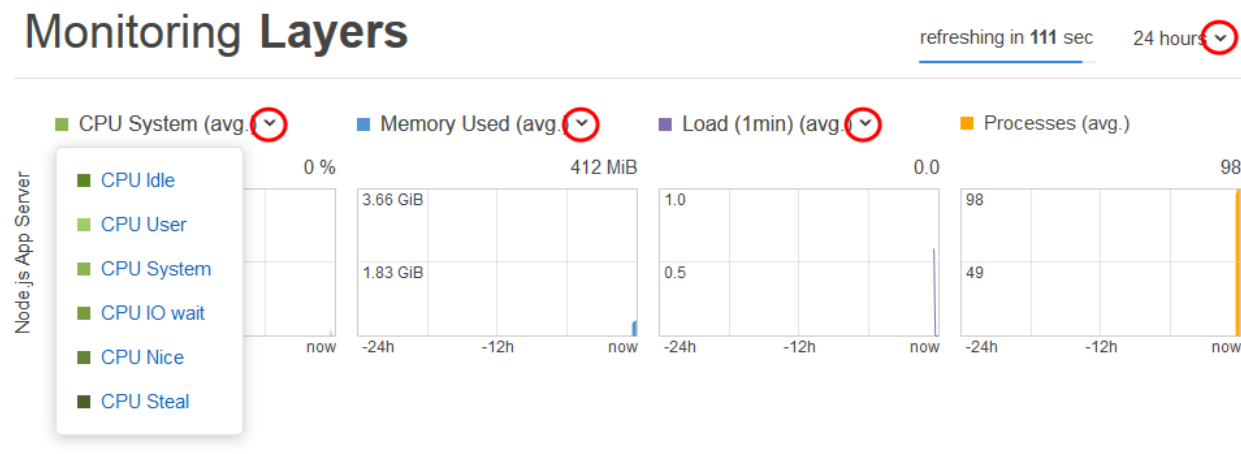 Monitoring Layers
refreshing in 111 sec
24 hours
CPU System (avg.)
Memory Used (avg.)
Load (1min) (avg.)
Processes (avg.)
Node.js App Server
CPU Idle
CPU User
CPU System
CPU IO wait
CPU Nice
CPU Steal
0 %
now
412 MiB
3.66 GiB
1.83 GiB
-24h
-12h
now
0.0
1.0
0.5
-24h
-12h
now
98
98
49
-24h
-12h
now